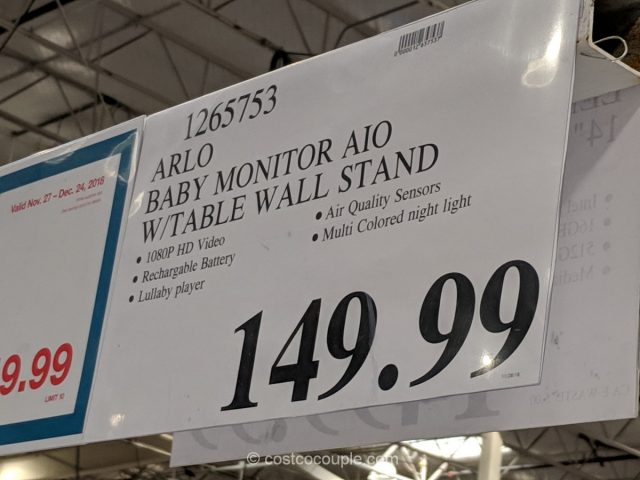 1265753
ARLO
BABY MONITOR AIO
W/TABLE WALL STAND
• 1080P HD Video
• Rechargable Battery
• Lullaby player
• Air Quality Sensors
• Multi Colored night light
149.99
Valid Nov. 27 – Dec. 24, 2018
9.99
LIMIT 10
© costcocouple.com